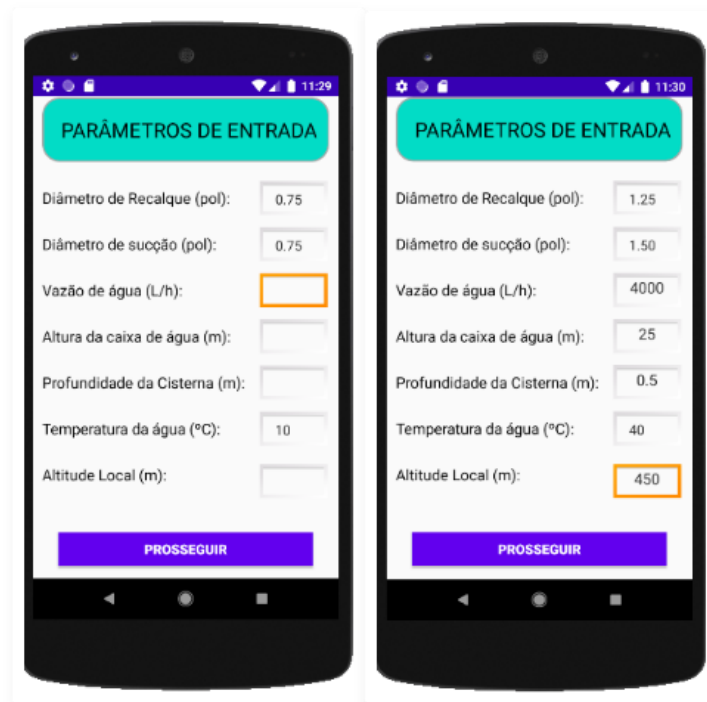 11:29
PARÂMETROS DE ENTRADA
Diâmetro de Recalque (pol): 0.75
Diâmetro de sucção (pol): 0.75
Vazão de água (L/h):
Altura da caixa de água (m):
Profundidade da Cisterna (m):
Temperatura da água (ºC): 10
Altitude Local (m):
PROSSEGUIR
11:30
PARÂMETROS DE ENTRADA
Diâmetro de Recalque (pol): 1.25
Diâmetro de sucção (pol): 1.50
Vazão de água (L/h): 4000
Altura da caixa de água (m): 25
Profundidade da Cisterna (m): 0.5
Temperatura da água (ºC): 40
Altitude Local (m): 450
PROSSEGUIR